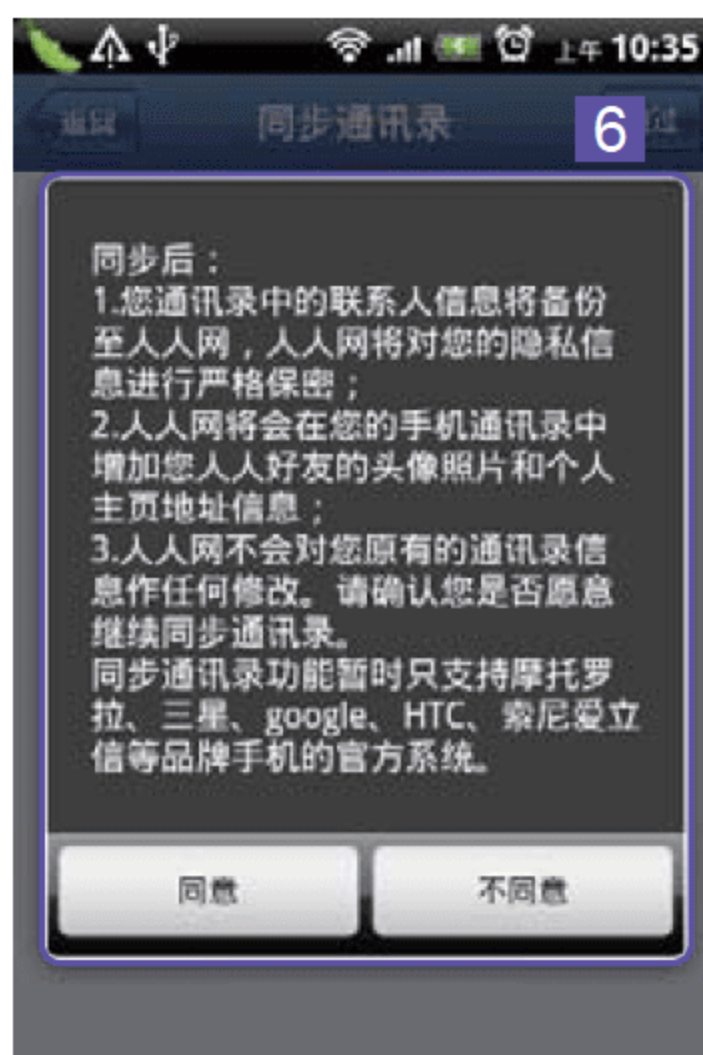 上午 10:35
返回 同步通讯录
6
同步后：
1.您通讯录中的联系人信息将备份
至人人网，人人网将对您的隐私信
息进行严格保密；
2.人人网将会在您的手机通讯录中
增加您人人好友的头像照片和个人
主页地址信息；
3.人人网不会对您原有的通讯录信
息作任何修改。请确认您是否愿意
继续同步通讯录。
同步通讯录功能暂时只支持摩托罗
拉、三星、google、HTC、索尼爱立
信等品牌手机的官方系统。
同意 不同意